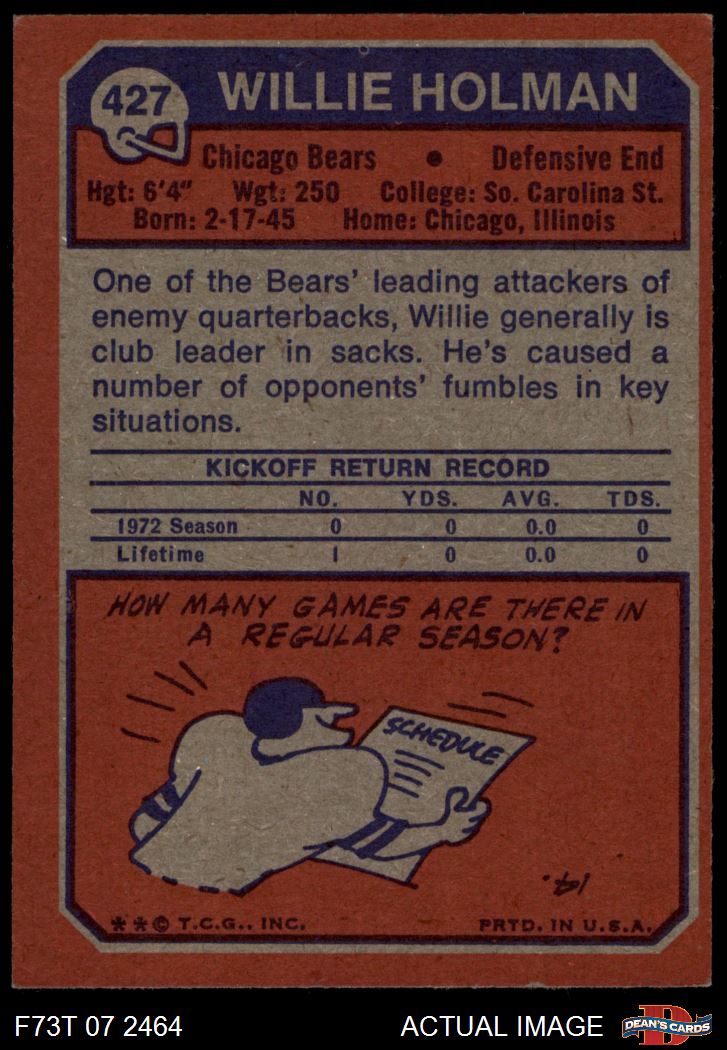 427
WILLIE HOLMAN
Chicago Bears • Defensive End
Hgt: 6'4" Wgt: 250 College: So. Carolina St.
Born: 2-17-45 Home: Chicago, Illinois
One of the Bears' leading attackers of
enemy quarterbacks, Willie generally is
club leader in sacks. He's caused a
number of opponents' fumbles in key
situations.
KICKOFF RETURN RECORD
NO. YDS. AVG. TDS.
1972 Season 0 0 0.0 0
Lifetime 1 0 0.0 0
HOW MANY GAMES ARE THERE IN
A REGULAR SEASON?
SCHEDULE
14.
**© T.C.G., INC. PRTD. IN U.S.A.
F73T 07 2464 ACTUAL IMAGE
D
DEAN'S CARDS